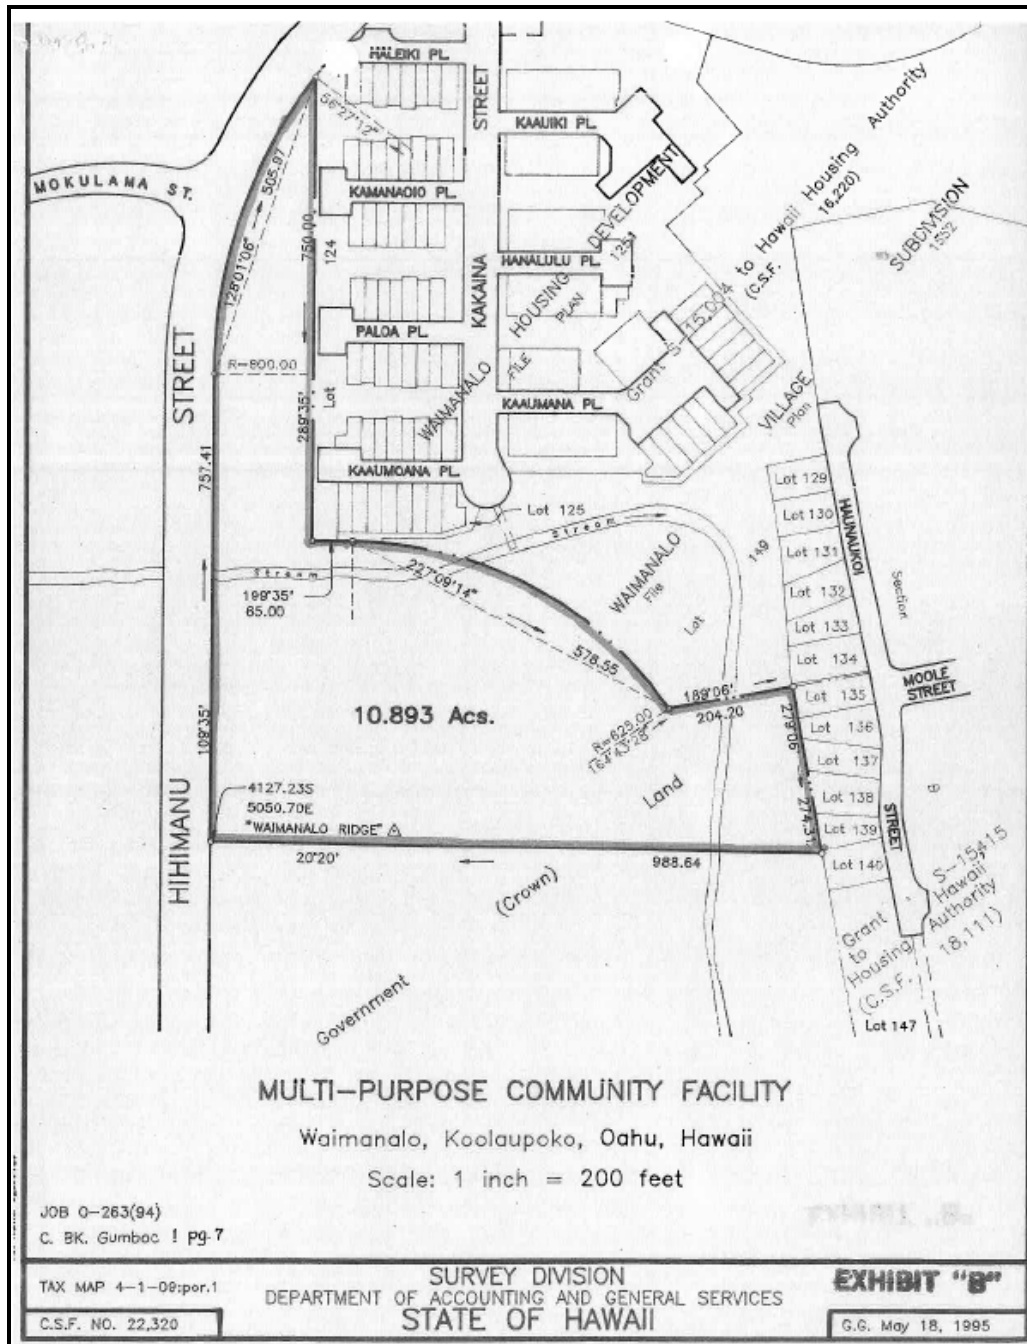 HALEIKI PL.
56°27'12"
STREET
KAAUIKI PL.
Authority
MOKULAMA ST.
505.97
128°01'06"
KAMANAOIO PL.
750.00
124
DEVELOPMENT
1251
to Hawaii Housing
(C.S.F. 16,220)
SUBDIVISION
1552
HANALULU PL.
KAKAINA
HOUSING
PLAN
FILE
PALOA PL.
STREET
R=800.00
Lot
289°35'
WAIMANALO
Grant S-15,004
KAAUMANA PL.
VILLAGE
Plan
KAAUMOANA PL.
757.41
Lot 125
Stream
Stream
199°35'
65.00
227°09'14"
WAIMANALO
File
Lot
149
Lot 129
Lot 130
Lot 131
Lot 132
Lot 133
Lot 134
Lot 135
Lot 136
Lot 137
Lot 138
Lot 139
Lot 140
HAUNAUKOI
STREET
Section
MOOLE
STREET
578.55
189°06'
204.20
279°06'
274.37
10.893 Acs.
R=625.00
Land
109°35'
HIHIMANU
4127.23S
5050.70E
"WAIMANALO RIDGE"
20°20'
988.64
(Crown)
Government
Grant S-15,415
to Hawaii
Housing Authority
(C.S.F. 18,111)
Lot 147
MULTI-PURPOSE COMMUNITY FACILITY
Waimanalo, Koolaupoko, Oahu, Hawaii
Scale: 1 inch = 200 feet
JOB O-263(94)
C. BK. Gumboc 1 pg. 7
TAX MAP 4-1-09:por.1
C.S.F. NO. 22,320
SURVEY DIVISION
DEPARTMENT OF ACCOUNTING AND GENERAL SERVICES
STATE OF HAWAII
EXHIBIT "B"
G.G. May 18, 1995